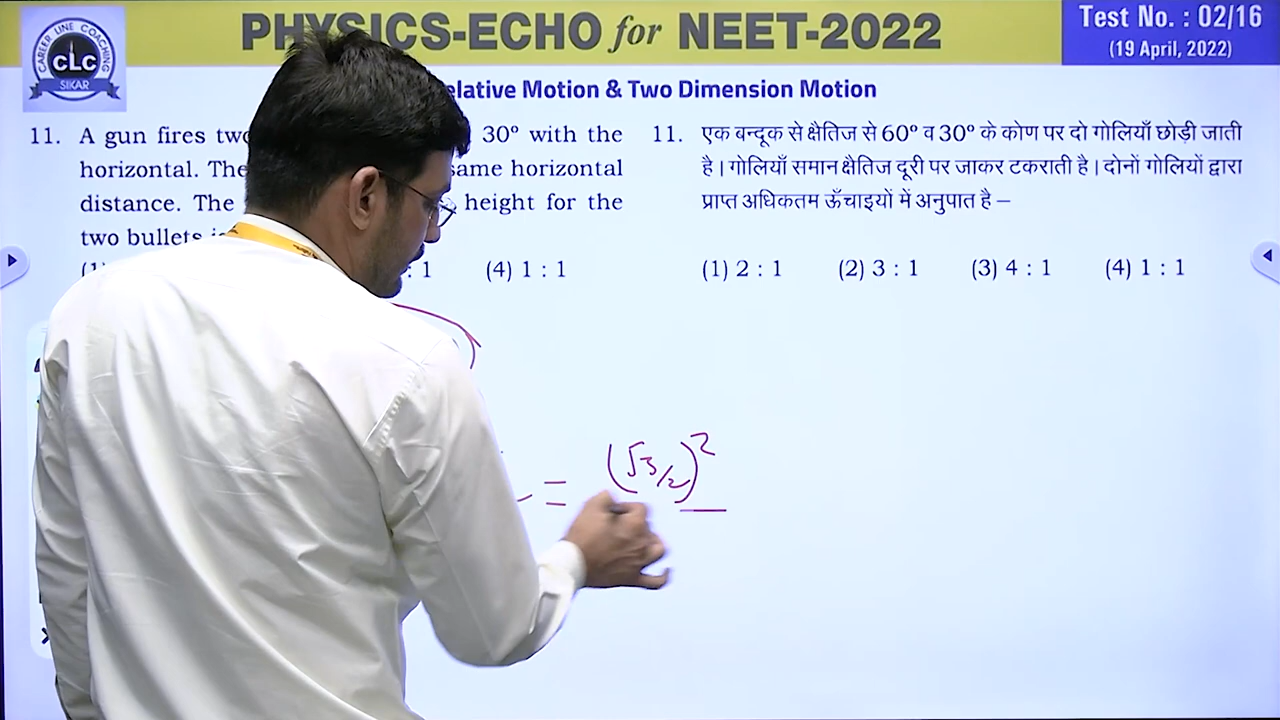 PHYSICS-ECHO for NEET-2022
Test No. : 02/16
(19 April, 2022)
CAREER LINE COACHING
CLC
SIKAR
elative Motion & Two Dimension Motion
11. A gun fires two 30° with the
horizontal. The same horizontal
distance. The height for the
two bullets
(1) : 1 (4) 1 : 1
11. एक बन्दूक से क्षैतिज से 60° व 30° के कोण पर दो गोलियाँ छोड़ी जाती
है। गोलियाँ समान क्षैतिज दूरी पर जाकर टकराती है। दोनों गोलियों द्वारा
प्राप्त अधिकतम ऊँचाइयों में अनुपात है –
(1) 2 : 1 (2) 3 : 1 (3) 4 : 1 (4) 1 : 1
= (√3/2)²